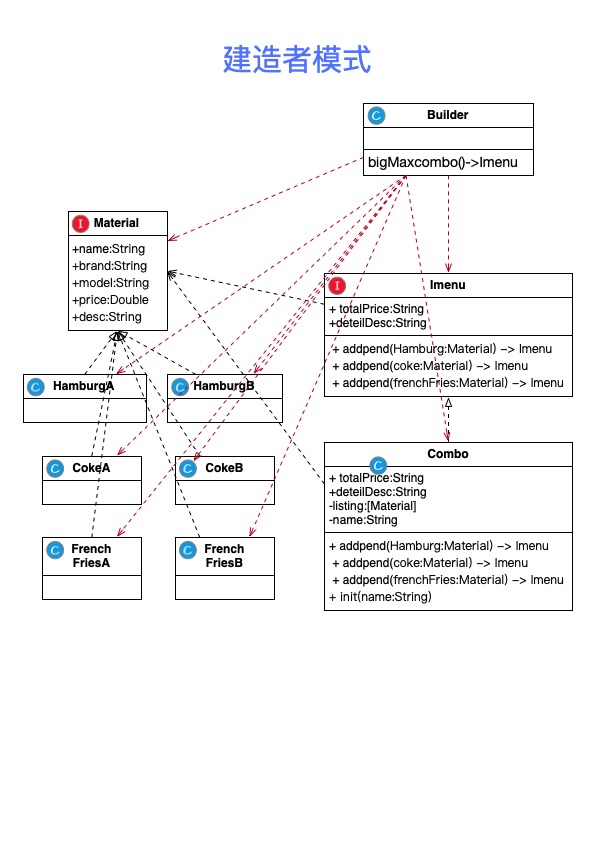 建造者模式
C Builder
bigMaxcombo()->Imenu
I Material
+name:String
+brand:String
+model:String
+price:Double
+desc:String
I Imenu
+ totalPrice:String
+deteilDesc:String
+ addpend(Hamburg:Material) -> Imenu
+ addpend(coke:Material) -> Imenu
+ addpend(frenchFries:Material) -> Imenu
C HamburgA
C HamburgB
C CokeA
C CokeB
C French
FriesA
C French
FriesB
Combo
C
+ totalPrice:String
+deteilDesc:String
-listing:[Material]
-name:String
+ addpend(Hamburg:Material) -> Imenu
+ addpend(coke:Material) -> Imenu
+ addpend(frenchFries:Material) -> Imenu
+ init(name:String)